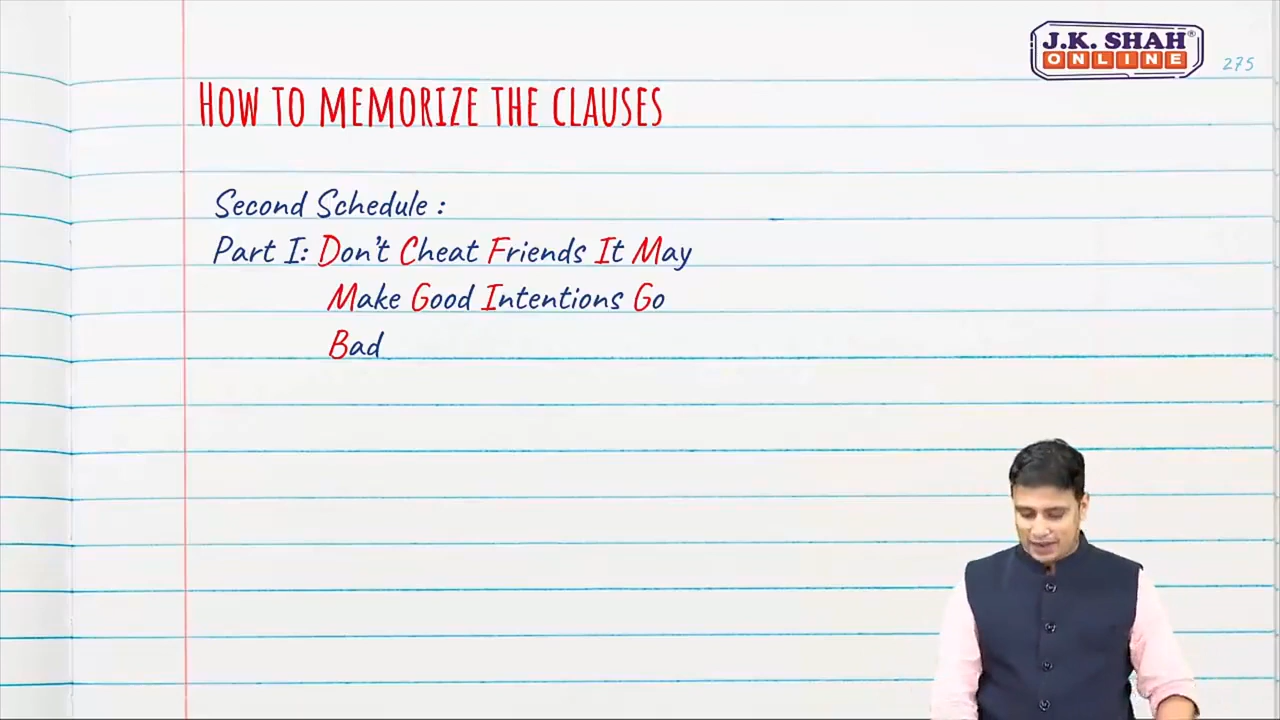 J.K. SHAH®
ONLINE
275
HOW TO MEMORIZE THE CLAUSES
Second Schedule :
Part I: Don't Cheat Friends It May
Make Good Intentions Go
Bad